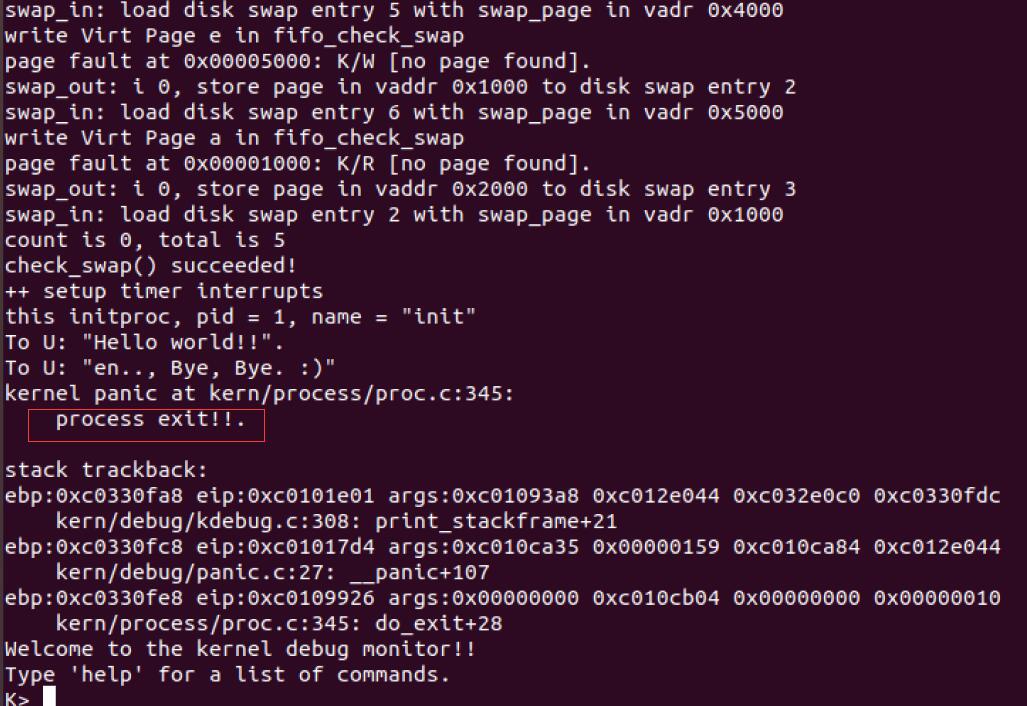 swap_in: load disk swap entry 5 with swap_page in vadr 0x4000
write Virt Page e in fifo_check_swap
page fault at 0x00005000: K/W [no page found].
swap_out: i 0, store page in vaddr 0x1000 to disk swap entry 2
swap_in: load disk swap entry 6 with swap_page in vadr 0x5000
write Virt Page a in fifo_check_swap
page fault at 0x00001000: K/R [no page found].
swap_out: i 0, store page in vaddr 0x2000 to disk swap entry 3
swap_in: load disk swap entry 2 with swap_page in vadr 0x1000
count is 0, total is 5
check_swap() succeeded!
++ setup timer interrupts
this initproc, pid = 1, name = "init"
To U: "Hello world!!".
To U: "en.., Bye, Bye. :)"
kernel panic at kern/process/proc.c:345:
    process exit!!.
stack trackback:
ebp:0xc0330fa8 eip:0xc0101e01 args:0xc01093a8 0xc012e044 0xc032e0c0 0xc0330fdc
    kern/debug/kdebug.c:308: print_stackframe+21
ebp:0xc0330fc8 eip:0xc01017d4 args:0xc010ca35 0x00000159 0xc010ca84 0xc012e044
    kern/debug/panic.c:27: __panic+107
ebp:0xc0330fe8 eip:0xc0109926 args:0x00000000 0xc010cb04 0x00000000 0x00000010
    kern/process/proc.c:345: do_exit+28
Welcome to the kernel debug monitor!!
Type 'help' for a list of commands.
K>